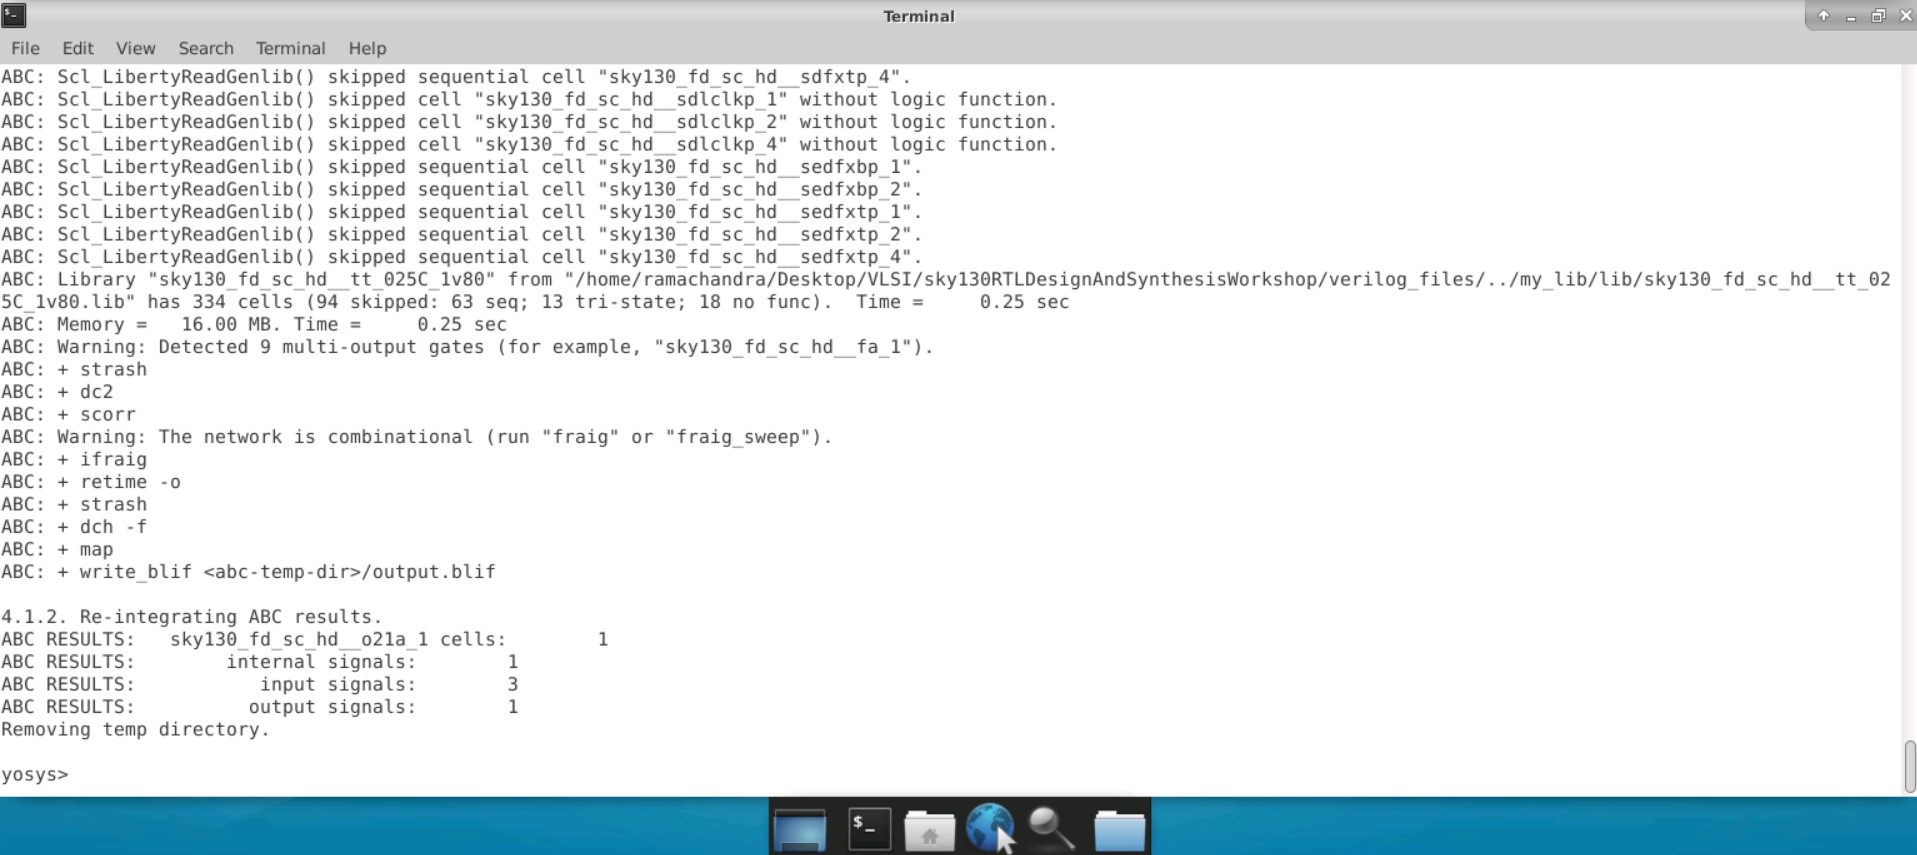 Terminal
File Edit View Search Terminal Help
ABC: Scl_LibertyReadGenlib() skipped sequential cell "sky130_fd_sc_hd__sdfxtp_4".
ABC: Scl_LibertyReadGenlib() skipped cell "sky130_fd_sc_hd__sdlclkp_1" without logic function.
ABC: Scl_LibertyReadGenlib() skipped cell "sky130_fd_sc_hd__sdlclkp_2" without logic function.
ABC: Scl_LibertyReadGenlib() skipped cell "sky130_fd_sc_hd__sdlclkp_4" without logic function.
ABC: Scl_LibertyReadGenlib() skipped sequential cell "sky130_fd_sc_hd__sedfxbp_1".
ABC: Scl_LibertyReadGenlib() skipped sequential cell "sky130_fd_sc_hd__sedfxbp_2".
ABC: Scl_LibertyReadGenlib() skipped sequential cell "sky130_fd_sc_hd__sedfxtp_1".
ABC: Scl_LibertyReadGenlib() skipped sequential cell "sky130_fd_sc_hd__sedfxtp_2".
ABC: Scl_LibertyReadGenlib() skipped sequential cell "sky130_fd_sc_hd__sedfxtp_4".
ABC: Library "sky130_fd_sc_hd__tt_025C_1v80" from "/home/ramachandra/Desktop/VLSI/sky130RTLDesignAndSynthesisWorkshop/verilog_files/../my_lib/lib/sky130_fd_sc_hd__tt_02
5C_1v80.lib" has 334 cells (94 skipped: 63 seq; 13 tri-state; 18 no func).  Time =     0.25 sec
ABC: Memory =   16.00 MB. Time =     0.25 sec
ABC: Warning: Detected 9 multi-output gates (for example, "sky130_fd_sc_hd__fa_1").
ABC: + strash
ABC: + dc2
ABC: + scorr
ABC: Warning: The network is combinational (run "fraig" or "fraig_sweep").
ABC: + ifraig
ABC: + retime -o
ABC: + strash
ABC: + dch -f
ABC: + map
ABC: + write_blif <abc-temp-dir>/output.blif
4.1.2. Re-integrating ABC results.
ABC RESULTS:   sky130_fd_sc_hd__o21a_1 cells:        1
ABC RESULTS:        internal signals:        1
ABC RESULTS:           input signals:        3
ABC RESULTS:          output signals:        1
Removing temp directory.
yosys>
$_